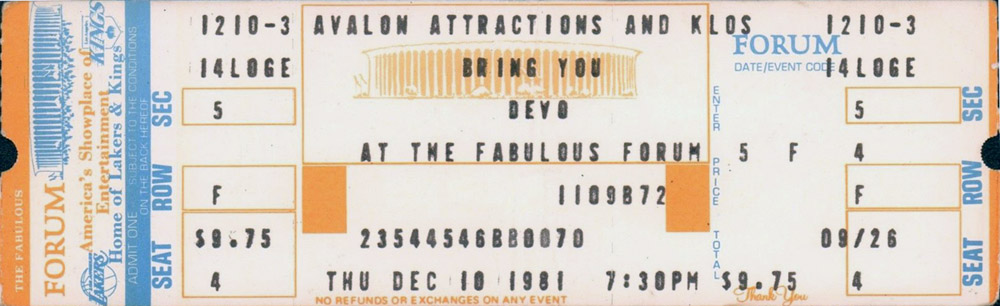 THE FABULOUS
FORUM
America's Showplace of
Entertainment
Home of Lakers & Kings
LAKERS
KINGS
ADMIT ONE SUBJECT TO THE CONDITIONS
ON THE BACK HEREOF
SEC
ROW
SEAT
1210-3 AVALON ATTRACTIONS AND KLOS 1210-3
FORUM
DATE/EVENT CODE
14LOGE BRING YOU 14LOGE
5 DEVO 5
AT THE FABULOUS FORUM 5 F 4
ENTER PRICE TOTAL
F 1109B72 F
$9.75 23544546BB0070 09/26
4 THU DEC 10 1981 7:30PM $9.75 4
NO REFUNDS OR EXCHANGES ON ANY EVENT
Thank You
SEC
ROW
SEAT